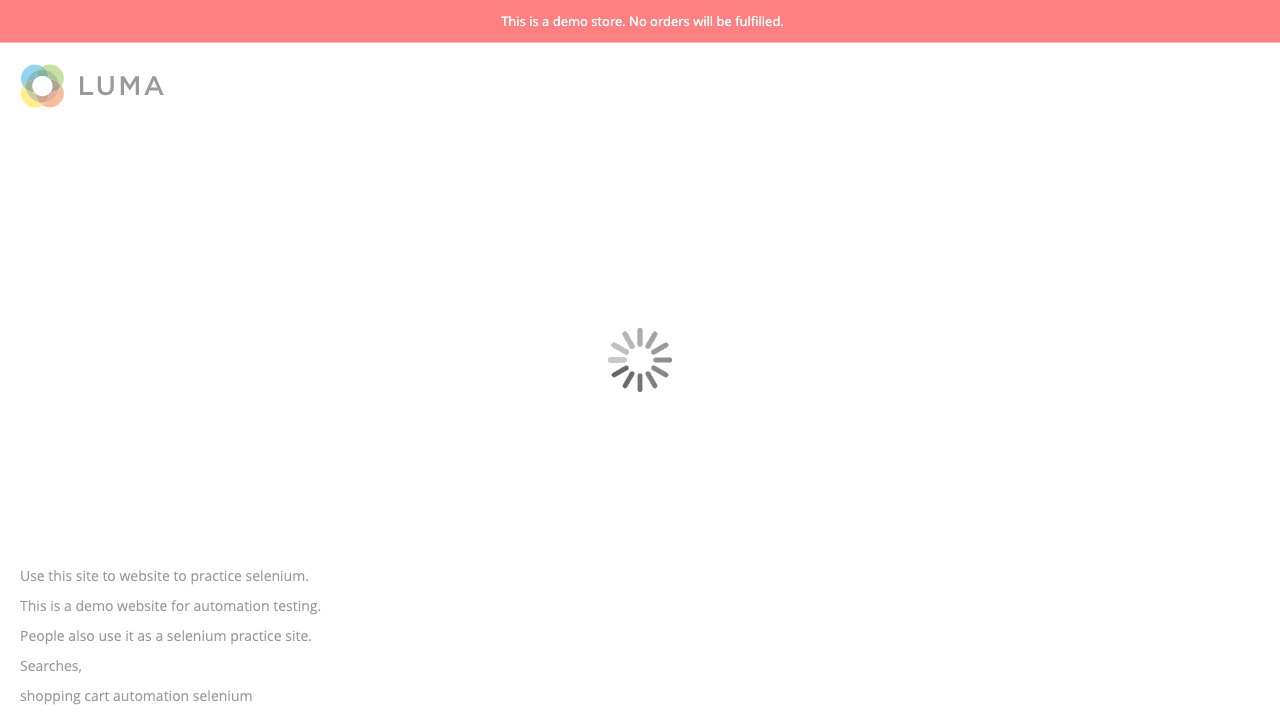 This is a demo store. No orders will be fulfilled.
LUMA
Use this site to website to practice selenium.
This is a demo website for automation testing.
People also use it as a selenium practice site.
Searches,
shopping cart automation selenium